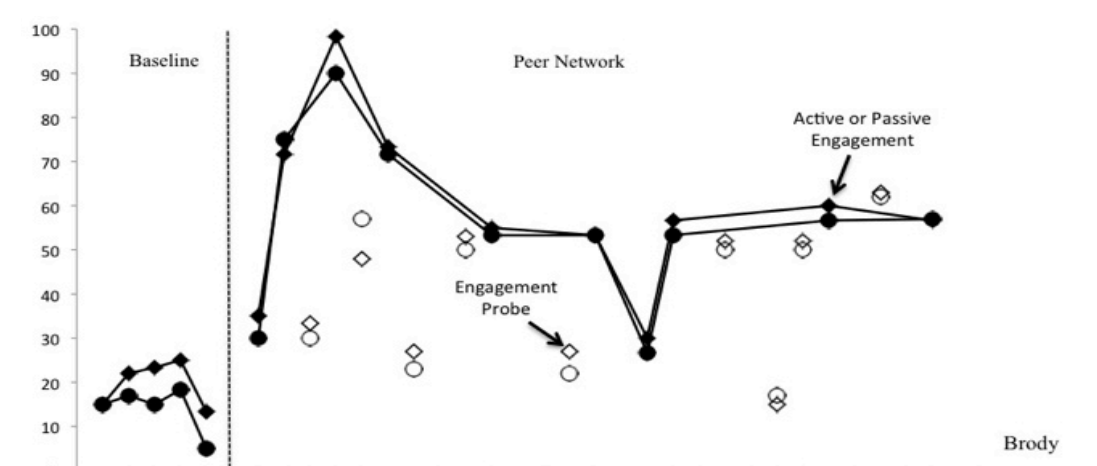 100
90
80
70
60
50
40
30
20
10
Baseline
Peer Network
Active or Passive
Engagement
Engagement
Probe
Brody